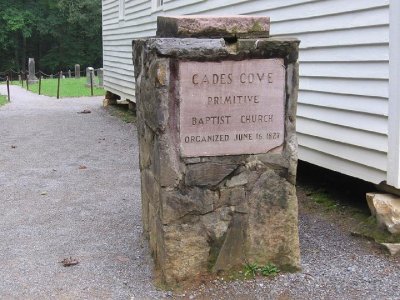 CADES COVE
PRIMITIVE
BAPTIST CHURCH
ORGANIZED JUNE 16, 1827